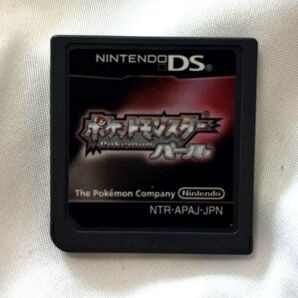 NINTENDO DS
ポケットモンスター
Pokémon
パール
The Pokémon Company Nintendo
NTR-APAJ-JPN